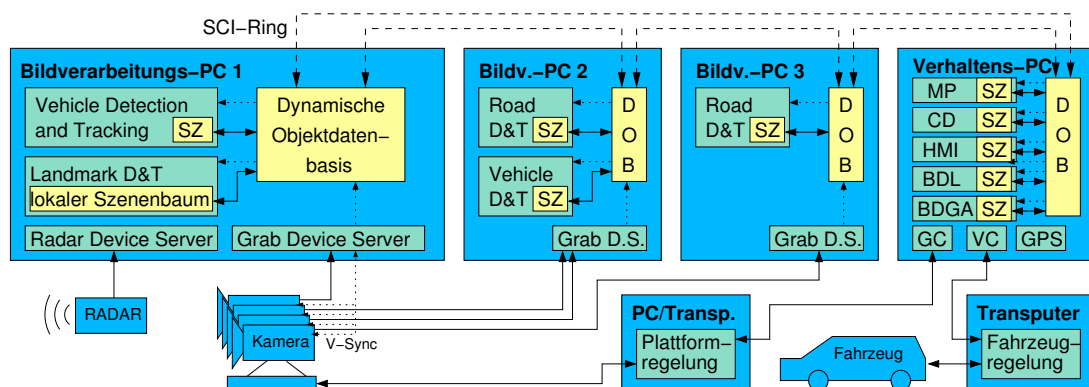 SCI-Ring
Bildverarbeitungs-PC 1
Vehicle Detection
and Tracking
SZ
Landmark D&T
lokaler Szenenbaum
Dynamische
Objektdaten-
basis
Radar Device Server
Grab Device Server
Bildv.-PC 2
Road
D&T
SZ
Vehicle
D&T
SZ
D
O
B
Grab D.S.
Bildv.-PC 3
Road
D&T
SZ
D
O
B
Grab D.S.
Verhaltens-PC
MP
SZ
CD
SZ
HMI
SZ
BDL
SZ
BDGA
SZ
D
O
B
GC
VC
GPS
RADAR
Kamera
V-Sync
PC/Transp.
Plattform-
regelung
Fahrzeug
Transputer
Fahrzeug-
regelung